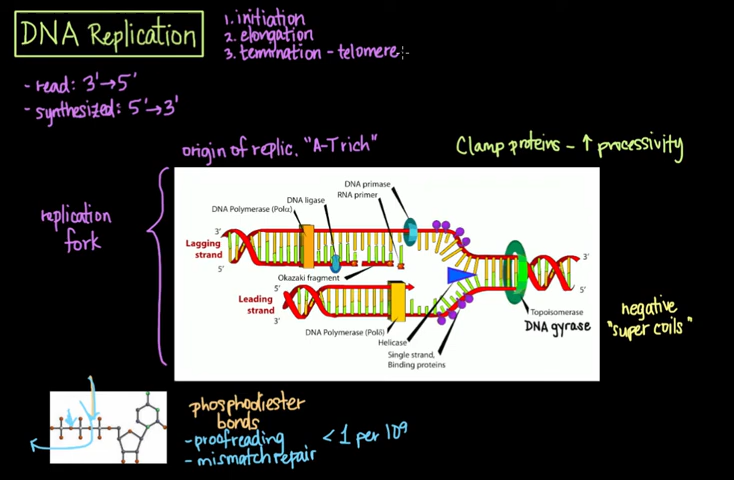 DNA Replication
1. initiation
2. elongation
3. termination - telomere
- read: 3'→5'
- synthesized: 5'→3'
origin of replic. "A-T rich"
Clamp proteins - ↑ processivity
replication
fork
DNA primase
RNA primer
DNA ligase
DNA Polymerase (Polα)
3'
Lagging
strand
5'
Okazaki fragment
Leading
strand
5'
3'
DNA Polymerase (Polδ)
Helicase
Single strand,
Binding proteins
3'
5'
Topoisomerase
DNA gyrase
negative
"super coils"
phosphodiester
bonds
- proofreading
- mismatch repair
< 1 per 10⁹